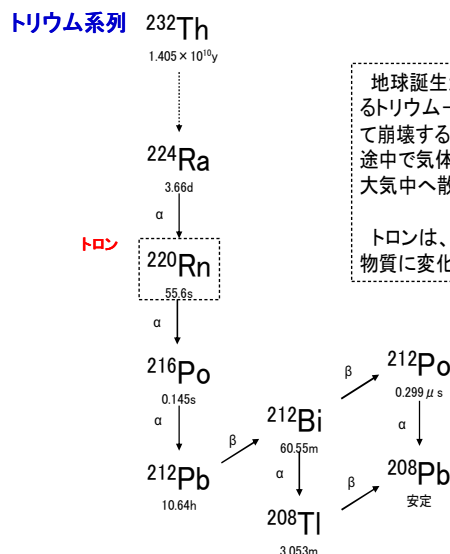 トリウム系列
²³²Th
1.405×10¹⁰y
²²⁴Ra
3.66d
α
トロン
²²⁰Rn
55.6s
α
²¹⁶Po
0.145s
α
²¹²Pb
10.64h
β
²¹²Bi
60.55m
β
²¹²Po
0.299μs
α
α
²⁰⁸Tl
3.053m
β
²⁰⁸Pb
安定
地球誕生
るトリウム
て崩壊する
途中で気体
大気中へ散
トロンは、
物質に変化